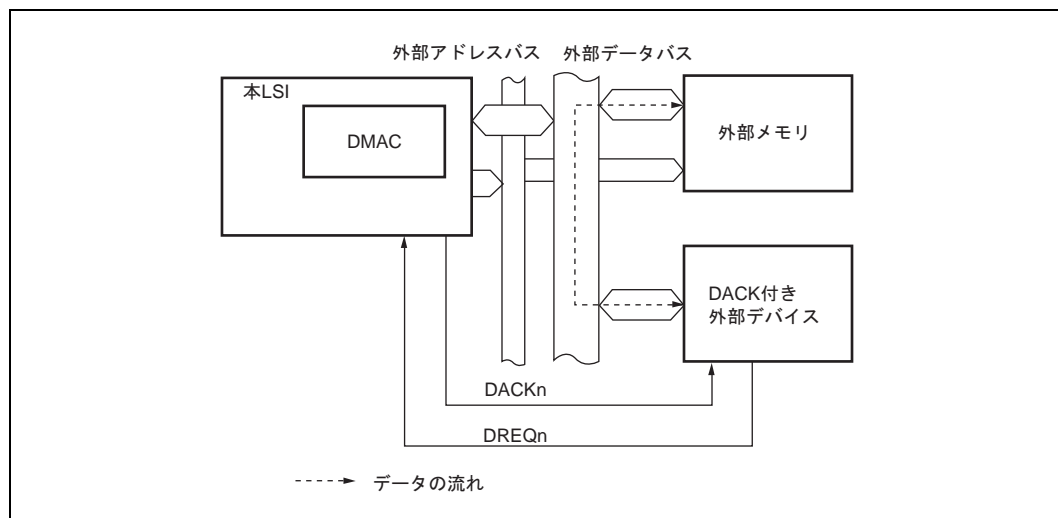 外部アドレスバス 外部データバス
本LSI
DMAC
外部メモリ
DACK付き
外部デバイス
DACKn
DREQn
データの流れ